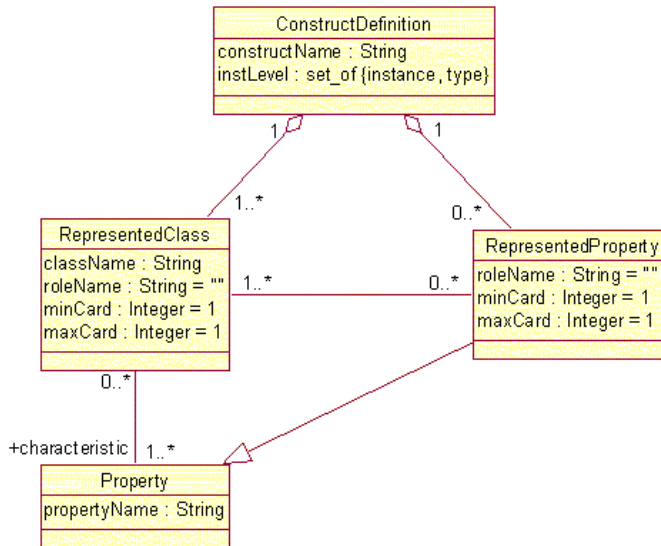 ConstructDefinition
constructName : String
instLevel : set_of{instance, type}
1
1
1..*
0..*
RepresentedClass
className : String
roleName : String = ""
minCard : Integer = 1
maxCard : Integer = 1
RepresentedProperty
roleName : String = ""
minCard : Integer = 1
maxCard : Integer = 1
1..*
0..*
0..*
+characteristic
1..*
Property
propertyName : String